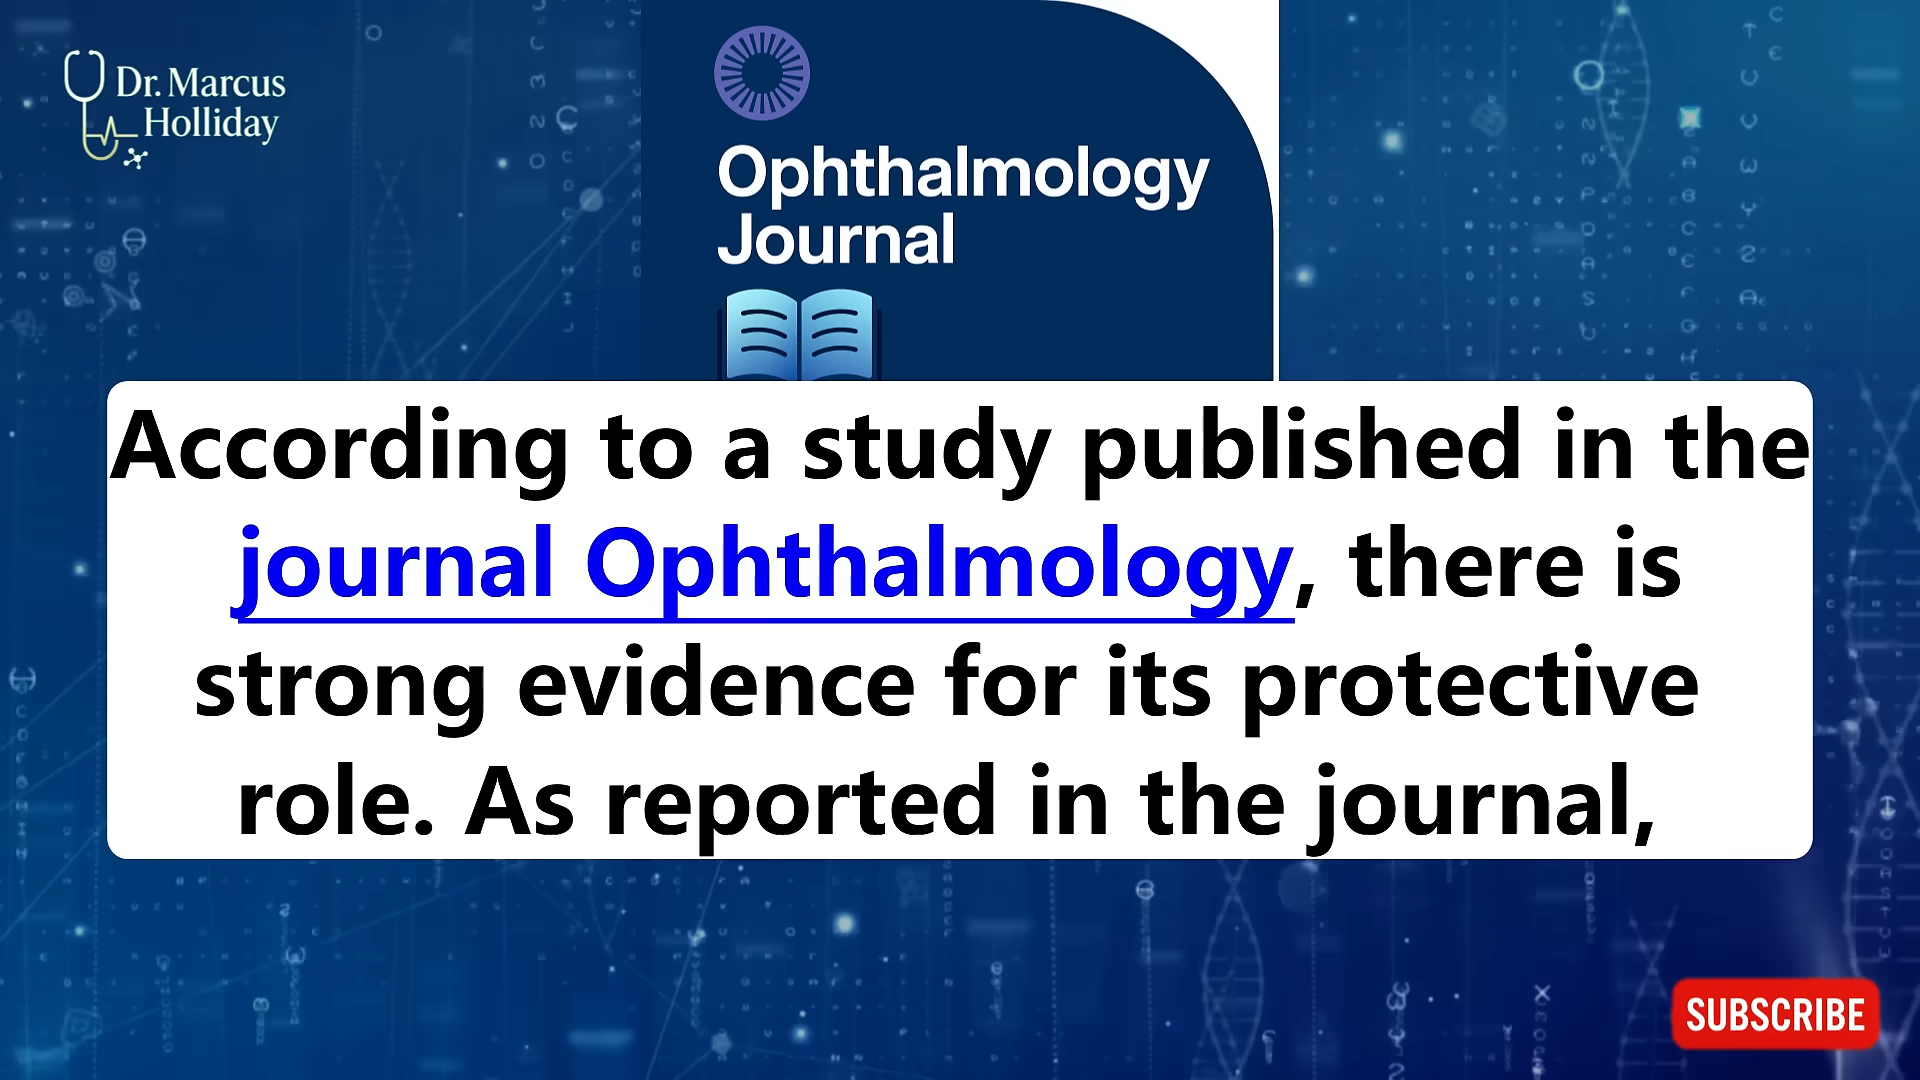 Dr. Marcus
Holliday
Ophthalmology
Journal
According to a study published in the
journal Ophthalmology, there is
strong evidence for its protective
role. As reported in the journal,
SUBSCRIBE